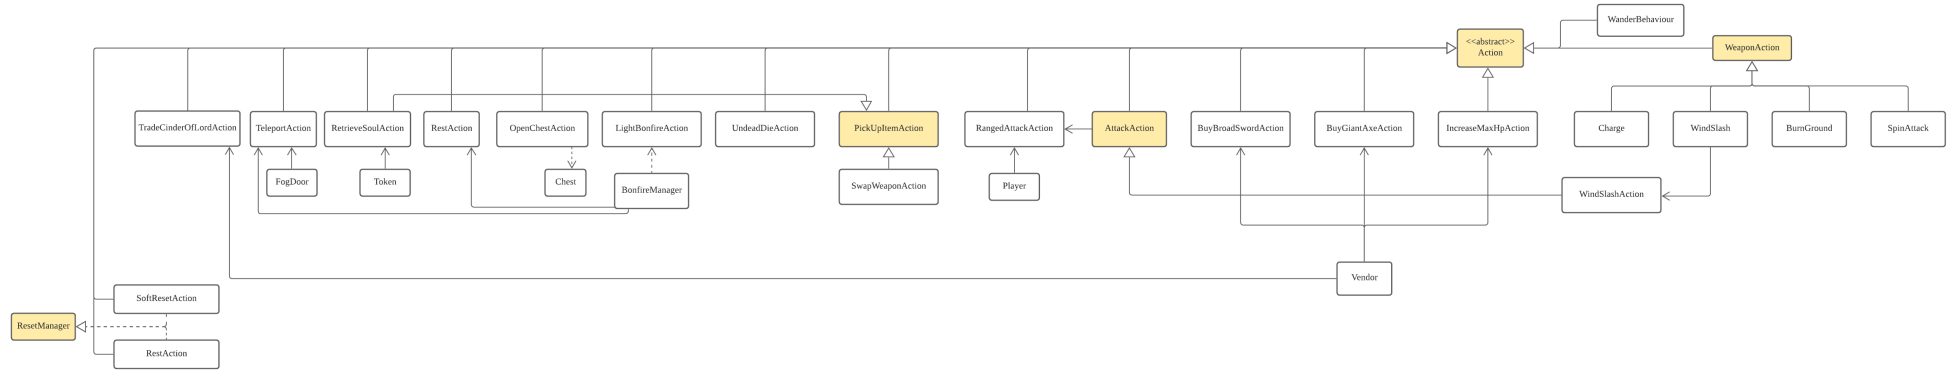 WanderBehaviour
<<abstract>>
Action
WeaponAction
TradeCinderOfLordAction
TeleportAction
RetrieveSoulAction
RestAction
OpenChestAction
LightBonfireAction
UndeadDieAction
PickUpItemAction
RangedAttackAction
AttackAction
BuyBroadSwordAction
BuyGiantAxeAction
IncreaseMaxHpAction
Charge
WindSlash
BurnGround
SpinAttack
FogDoor
Token
Chest
BonfireManager
SwapWeaponAction
Player
WindSlashAction
Vendor
SoftResetAction
ResetManager
RestAction